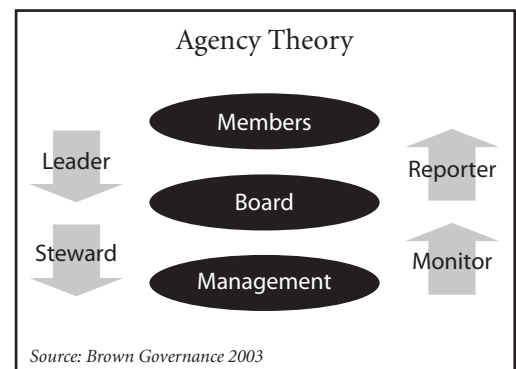 Agency Theory
Members
Leader
Reporter
Board
Steward
Monitor
Management
Source: Brown Governance 2003